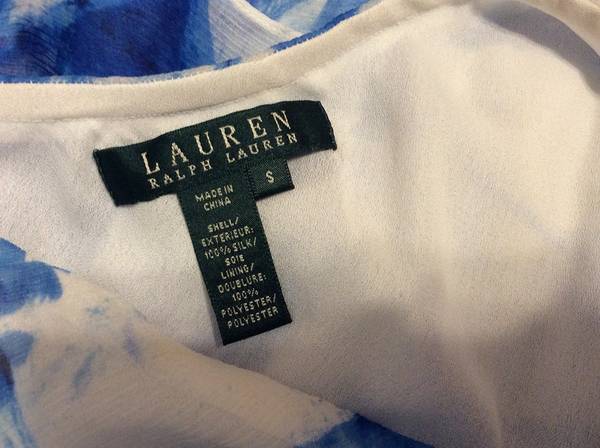 LAUREN
RALPH LAUREN
S
MADE IN
CHINA
SHELL/
EXTERIEUR:
100% SILK/
SOIE
LINING/
DOUBLURE:
100%
POLYESTER/
POLYESTER